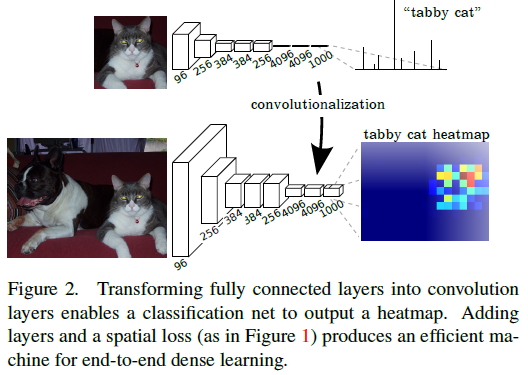 "tabby cat"
96
256
384
384
256
4096
4096
1000
convolutionalization
tabby cat heatmap
96
256
384
384
256
4096
4096
1000
Figure 2. Transforming fully connected layers into convolution
layers enables a classification net to output a heatmap. Adding
layers and a spatial loss (as in Figure 1) produces an efficient ma-
chine for end-to-end dense learning.